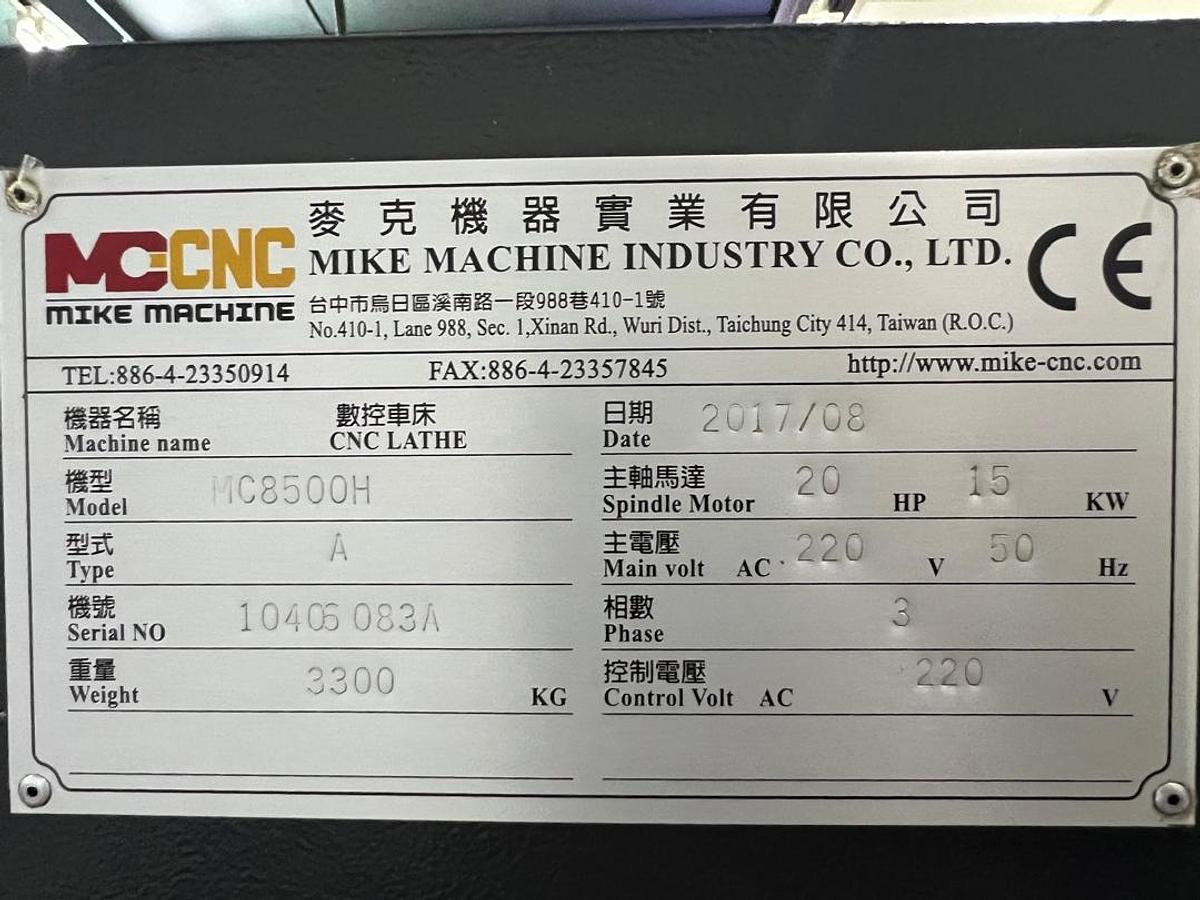 MCCNC
MIKE MACHINE
麥克機器實業有限公司
MIKE MACHINE INDUSTRY CO., LTD.
CE
台中市烏日區溪南路一段988巷410-1號
No.410-1, Lane 988, Sec. 1,Xinan Rd., Wuri Dist., Taichung City 414, Taiwan (R.O.C.)
TEL:886-4-23350914 FAX:886-4-23357845 http://www.mike-cnc.com
機器名稱 數控車床
Machine name CNC LATHE
機型
Model MC8500H
型式
Type A
機號
Serial NO 083A
重量
Weight 3300 KG
日期
Date 2017/08
主軸馬達
Spindle Motor 20 HP 15 KW
主電壓
Main volt AC 220 V 50 Hz
相數
Phase 3
控制電壓
Control Volt AC 220 V